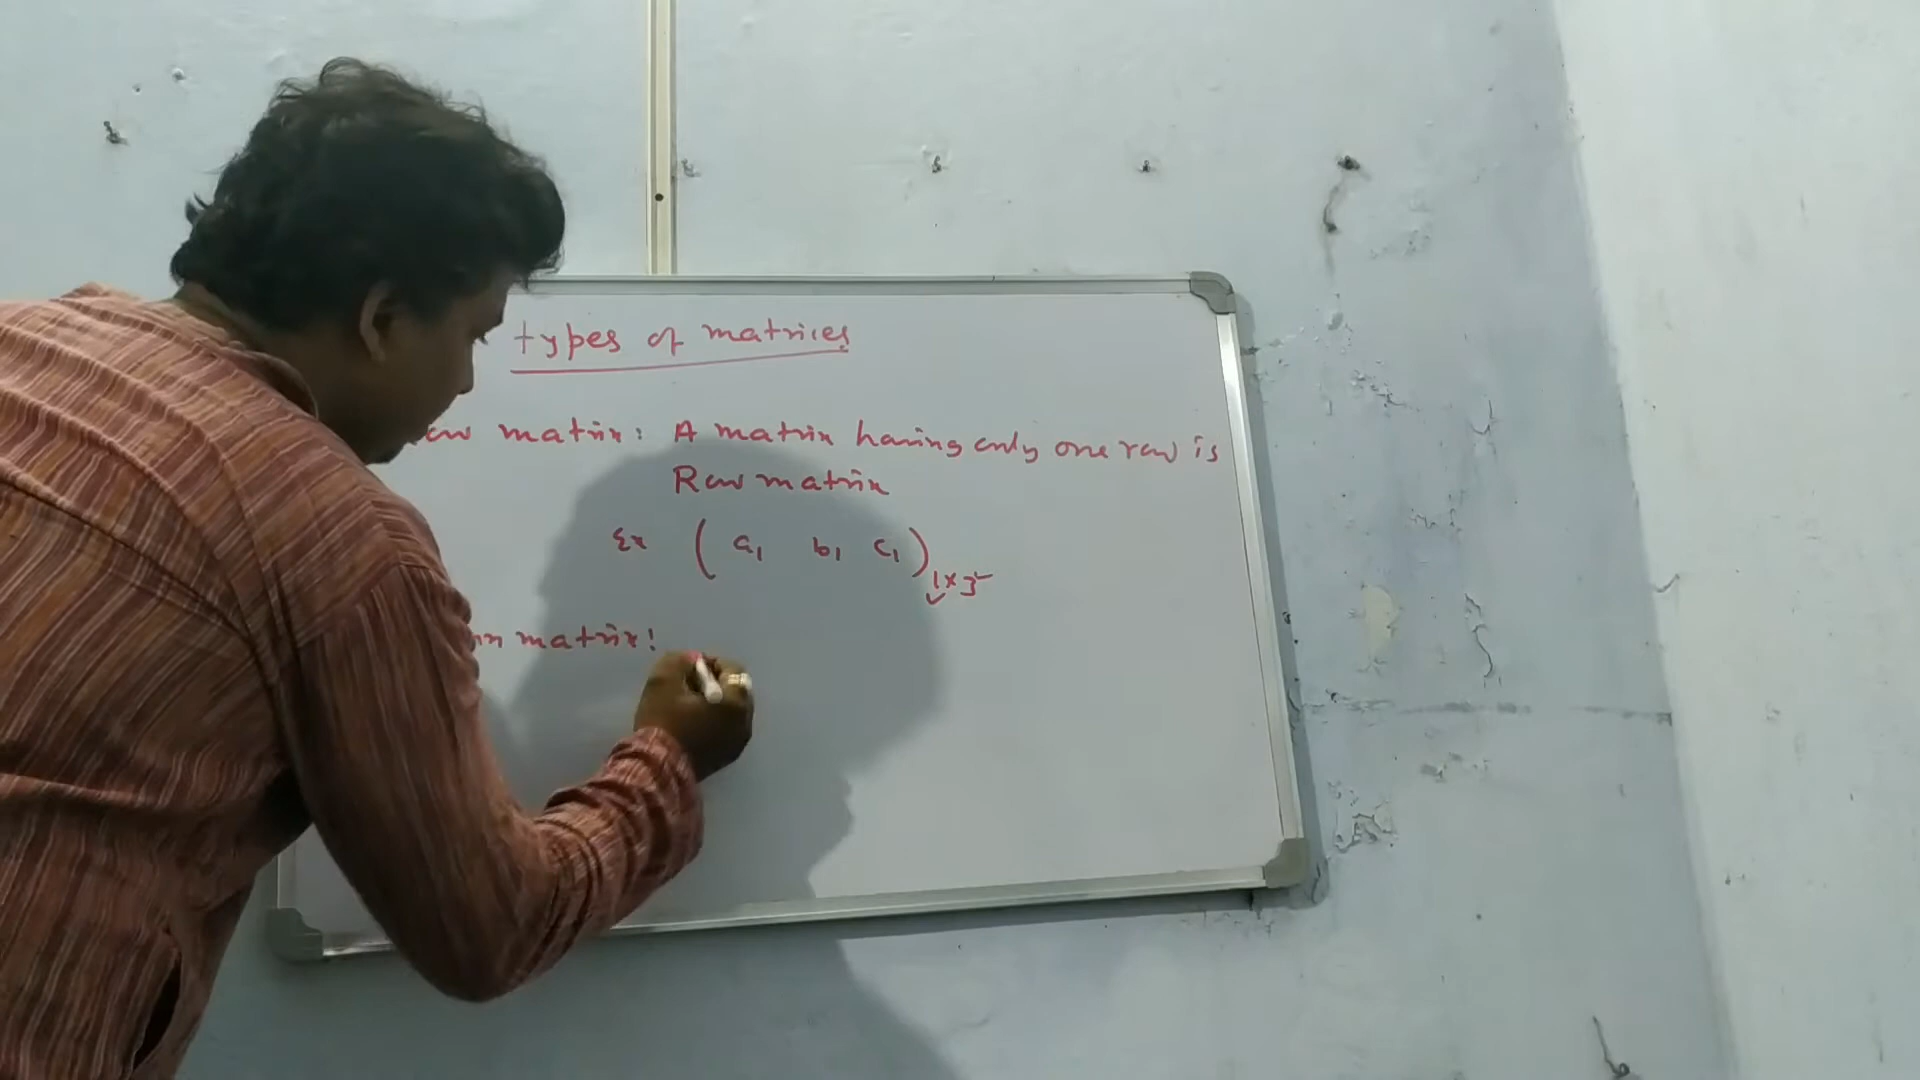 types of matrices
matrix: A matrix having only one row is
Row matrix
Ex ( a₁ b₁ c₁ )
1×3
matrix: